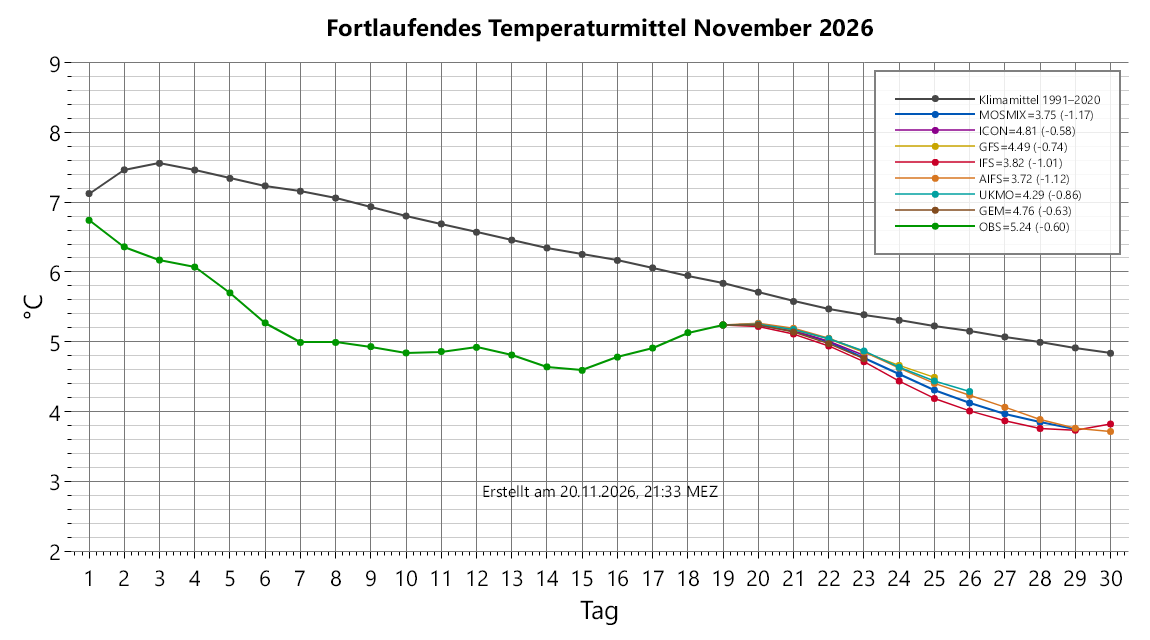 Fortlaufendes Temperaturmittel November 2026
9
8
7
6
5
4
3
2
°C
Klimamittel 1991–2020
MOSMIX=3.75 (-1.17)
ICON=4.81 (-0.58)
GFS=4.49 (-0.74)
IFS=3.82 (-1.01)
AIFS=3.72 (-1.12)
UKMO=4.29 (-0.86)
GEM=4.76 (-0.63)
OBS=5.24 (-0.60)
Erstellt am 20.11.2026, 21:33 MEZ
1 2 3 4 5 6 7 8 9 10 11 12 13 14 15 16 17 18 19 20 21 22 23 24 25 26 27 28 29 30
Tag